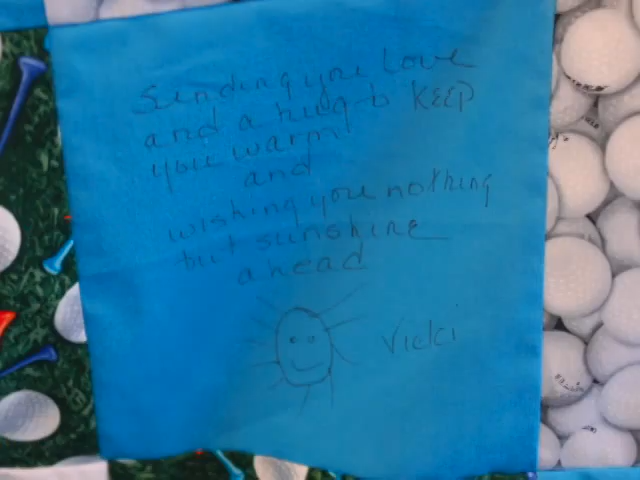 Sending you Love
and a hug to KEEP
you warm!
and
wishing you nothing
but sunshine
ahead
Vicki